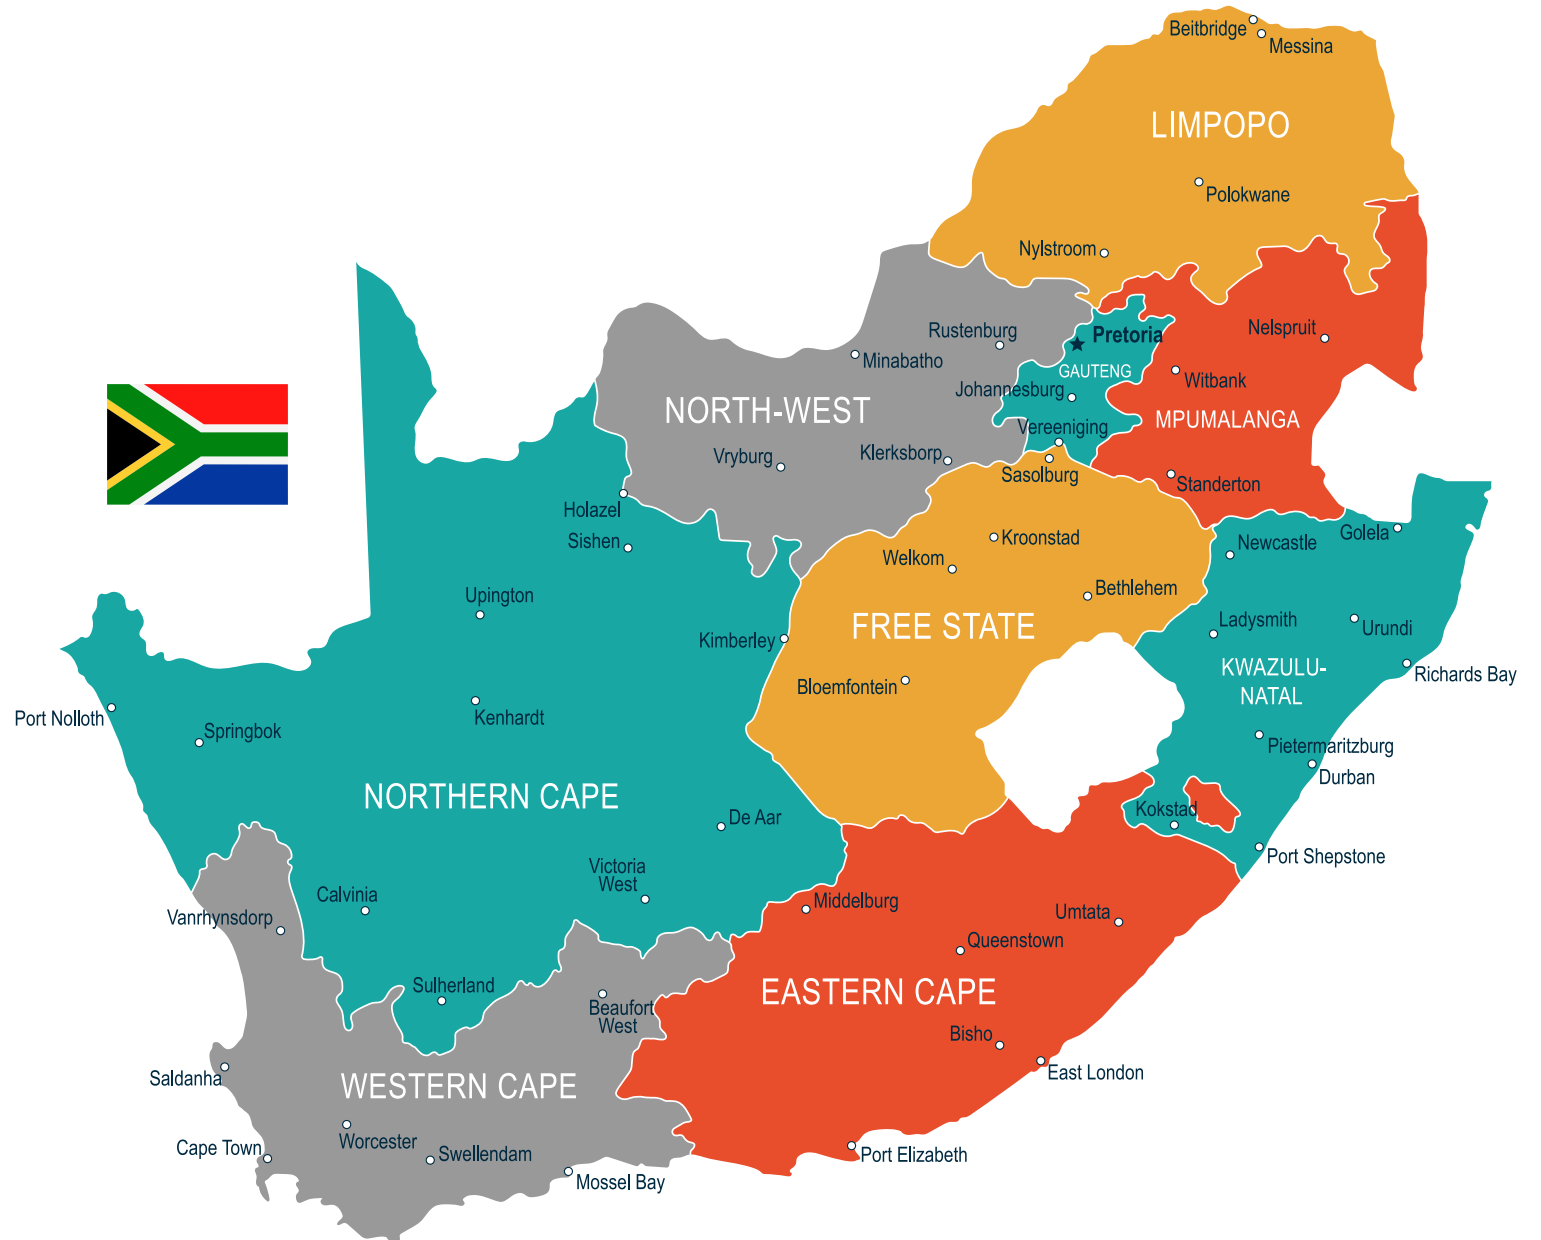 Beitbridge
Messina
LIMPOPO
Polokwane
Nylstroom
Rustenburg
Pretoria
Nelspruit
Minabatho
GAUTENG
Witbank
Johannesburg
NORTH-WEST
MPUMALANGA
Vereeniging
Vryburg
Klerksborp
Sasolburg
Standerton
Holazel
Sishen
Kroonstad
Golela
Newcastle
Welkom
Bethlehem
Upington
Ladysmith
Urundi
FREE STATE
Kimberley
KWAZULU-
NATAL
Richards Bay
Bloemfontein
Port Nolloth
Kenhardt
Springbok
Pietermaritzburg
Durban
NORTHERN CAPE
Kokstad
De Aar
Port Shepstone
Victoria
West
Calvinia
Middelburg
Umtata
Vanrhynsdorp
Queenstown
Sulherland
EASTERN CAPE
Beaufort
West
Bisho
East London
Saldanha
WESTERN CAPE
Worcester
Cape Town
Swellendam
Port Elizabeth
Mossel Bay